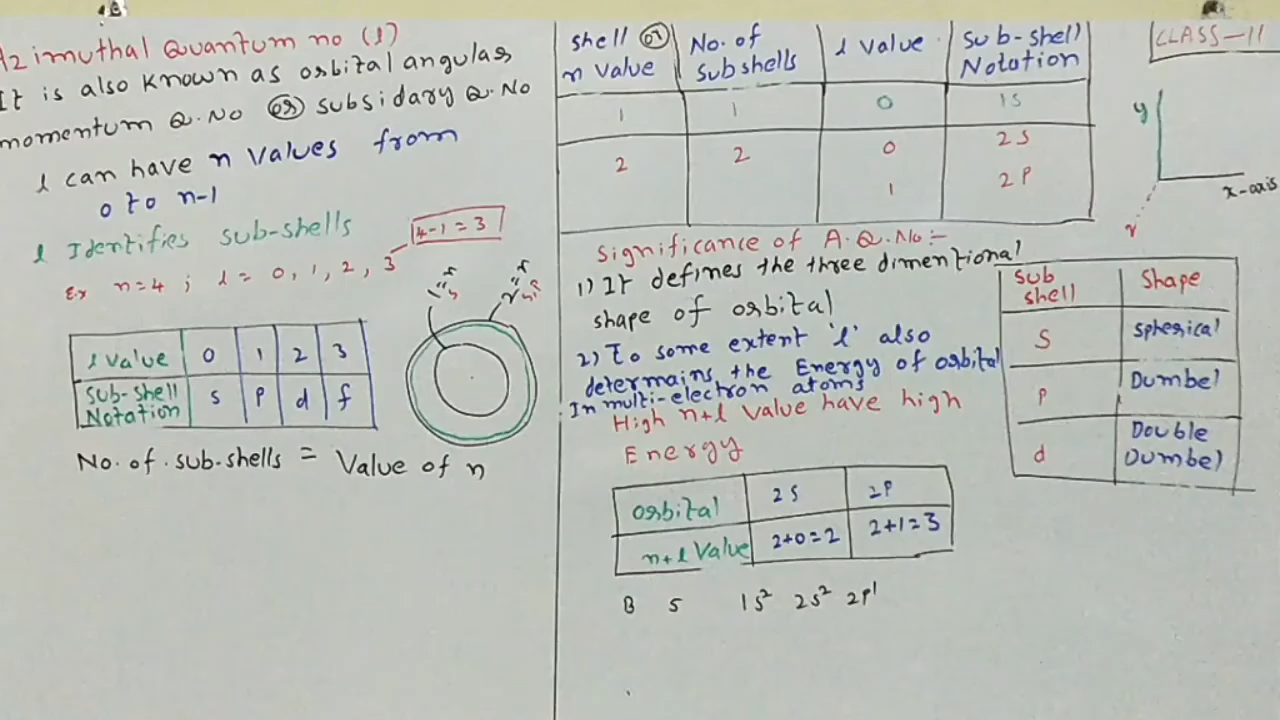 Azimuthal Quantum no (l)
It is also known as orbital angular
momentum Q.No or subsidary Q.No
l can have n values from
0 to n-1
l Identifies sub-shells
Ex n=4 ; l = 0, 1, 2, 3
4-1=3
l value 0 1 2 3
Sub-shell Notation s p d f
No. of sub-shells = Value of n
shell or n value No. of subshells l value sub-shell Notation
1 1 0 1s
2 2 0 2s
1 2p
CLASS-11
y
x-axis
Significance of A.Q.No:-
1) It defines the three dimentional
shape of orbital
2) To some extent 'l' also
determains the Energy of orbital
In multi-electron atoms
High n+l value have high
Energy
orbital 2s 2p
n+l value 2+0=2 2+1=3
B 5 1s² 2s² 2p¹
Sub shell Shape
s spherical
p Dumbel
d Double Dumbel